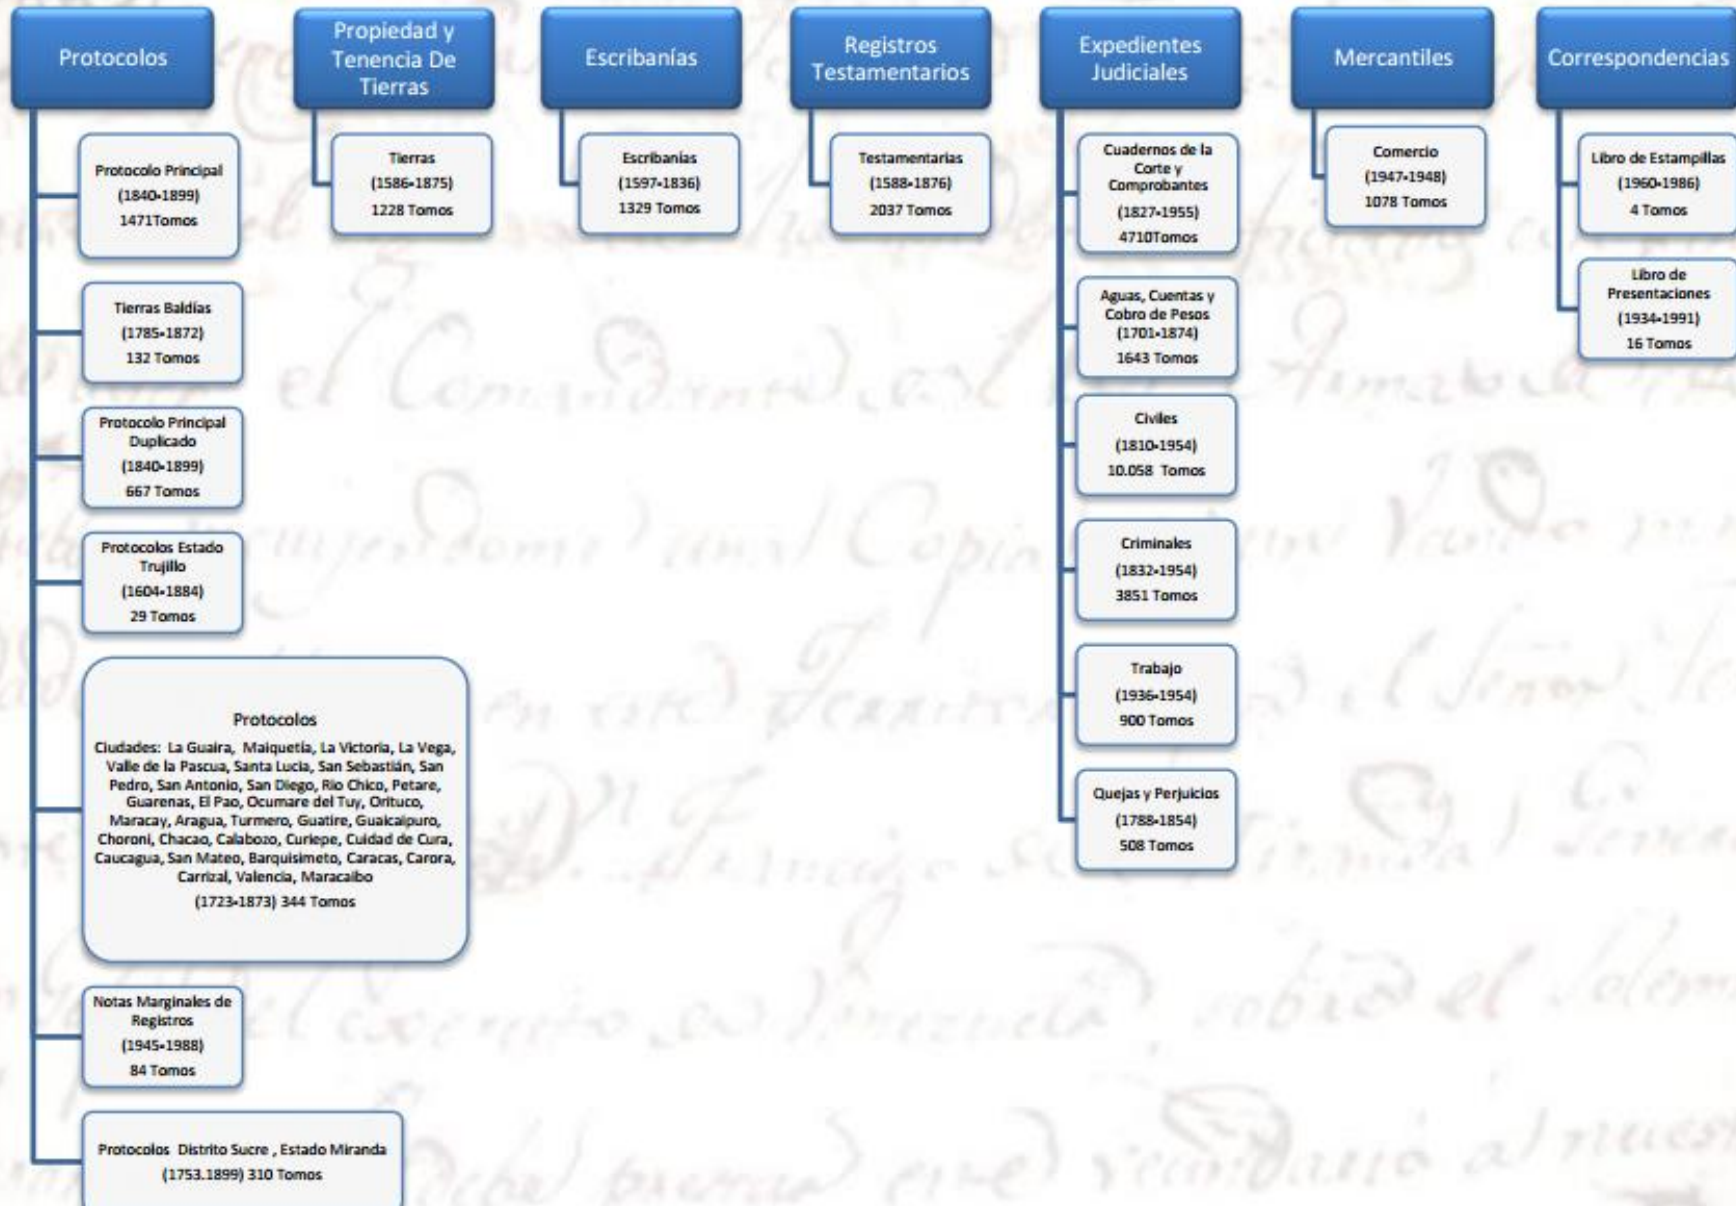 Protocolos
Protocolo Principal
(1840-1899)
1471Tomos
Tierras Baldías
(1785-1872)
132 Tomos
Protocolo Principal
Duplicado
(1840-1899)
667 Tomos
Protocolos Estado
Trujillo
(1604-1884)
29 Tomos
Protocolos
Ciudades: La Guaira, Maiquetía, La Victoria, La Vega,
Valle de la Pascua, Santa Lucia, San Sebastián, San
Pedro, San Antonio, San Diego, Rio Chico, Petare,
Guarenas, El Pao, Ocumare del Tuy, Orituco,
Maracay, Aragua, Turmero, Guatire, Guaicaipuro,
Choroni, Chacao, Calabozo, Curiepe, Cuidad de Cura,
Caucagua, San Mateo, Barquisimeto, Caracas, Carora,
Carrizal, Valencia, Maracaibo
(1723-1873) 344 Tomos
Notas Marginales de
Registros
(1945-1988)
84 Tomos
Protocolos Distrito Sucre , Estado Miranda
(1753.1899) 310 Tomos
Propiedad y
Tenencia De
Tierras
Tierras
(1586-1875)
1228 Tomos
Escribanías
Escribanías
(1597-1836)
1329 Tomos
Registros
Testamentarios
Testamentarias
(1588-1876)
2037 Tomos
Expedientes
Judiciales
Cuadernos de la
Corte y
Comprobantes
(1827-1955)
4710Tomos
Aguas, Cuentas y
Cobro de Pesos
(1701-1874)
1643 Tomos
Civiles
(1810-1954)
10.058 Tomos
Criminales
(1832-1954)
3851 Tomos
Trabajo
(1936-1954)
900 Tomos
Quejas y Perjuicios
(1788-1854)
508 Tomos
Mercantiles
Comercio
(1947-1948)
1078 Tomos
Correspondencias
Libro de Estampillas
(1960-1986)
4 Tomos
Libro de
Presentaciones
(1934-1991)
16 Tomos